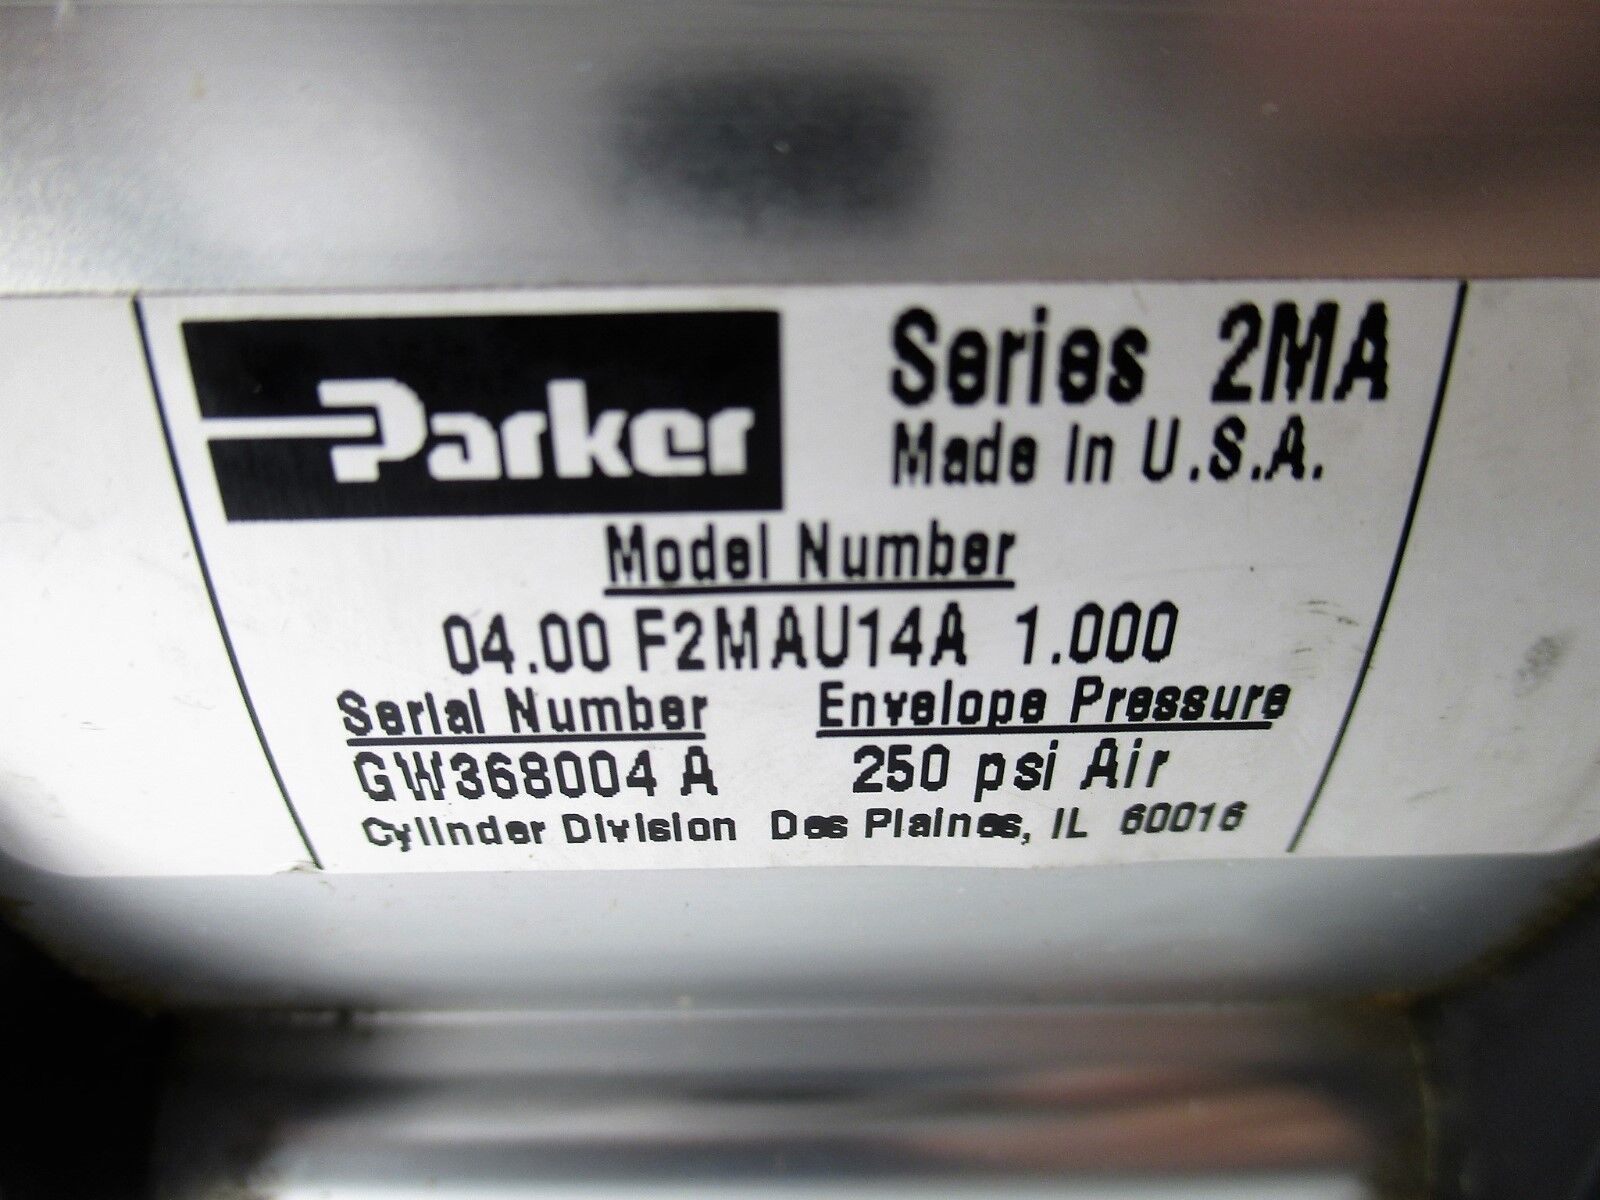 Parker
Series 2MA
Made In U.S.A.
Model Number
04.00 F2MAU14A 1.000
Serial Number Envelope Pressure
GW368004 A 250 psi Air
Cylinder Division Des Plaines, IL 60016